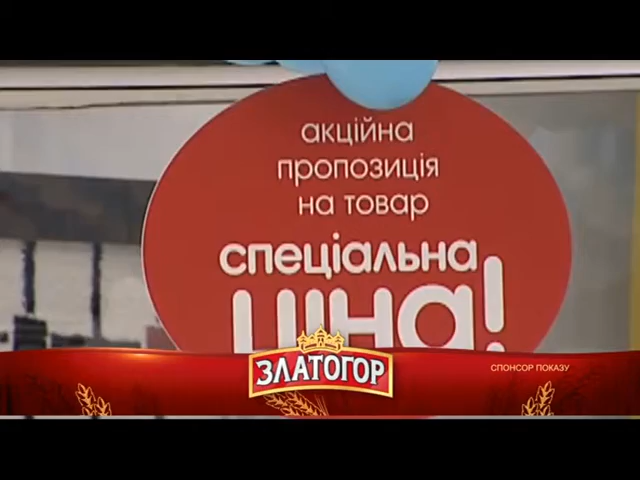 акційна
пропозиція
на товар
спеціальна
ціна!
ЗЛАТОГОР
СПОНСОР ПОКАЗУ